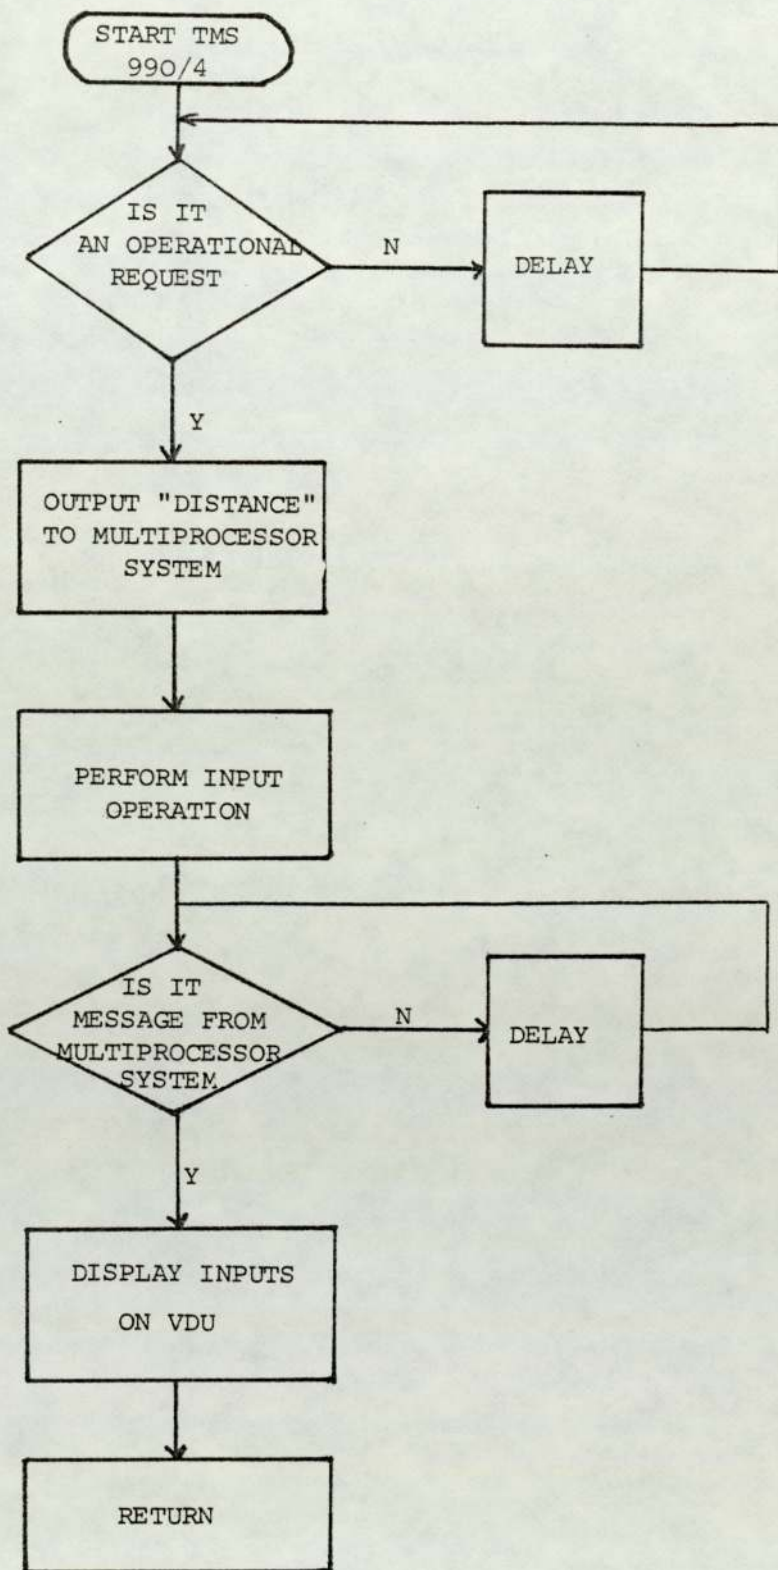 START TMS
990/4
IS IT
AN OPERATIONAL
REQUEST
N
DELAY
Y
OUTPUT "DISTANCE"
TO MULTIPROCESSOR
SYSTEM
PERFORM INPUT
OPERATION
IS IT
MESSAGE FROM
MULTIPROCESSOR
SYSTEM
N
DELAY
Y
DISPLAY INPUTS
ON VDU
RETURN